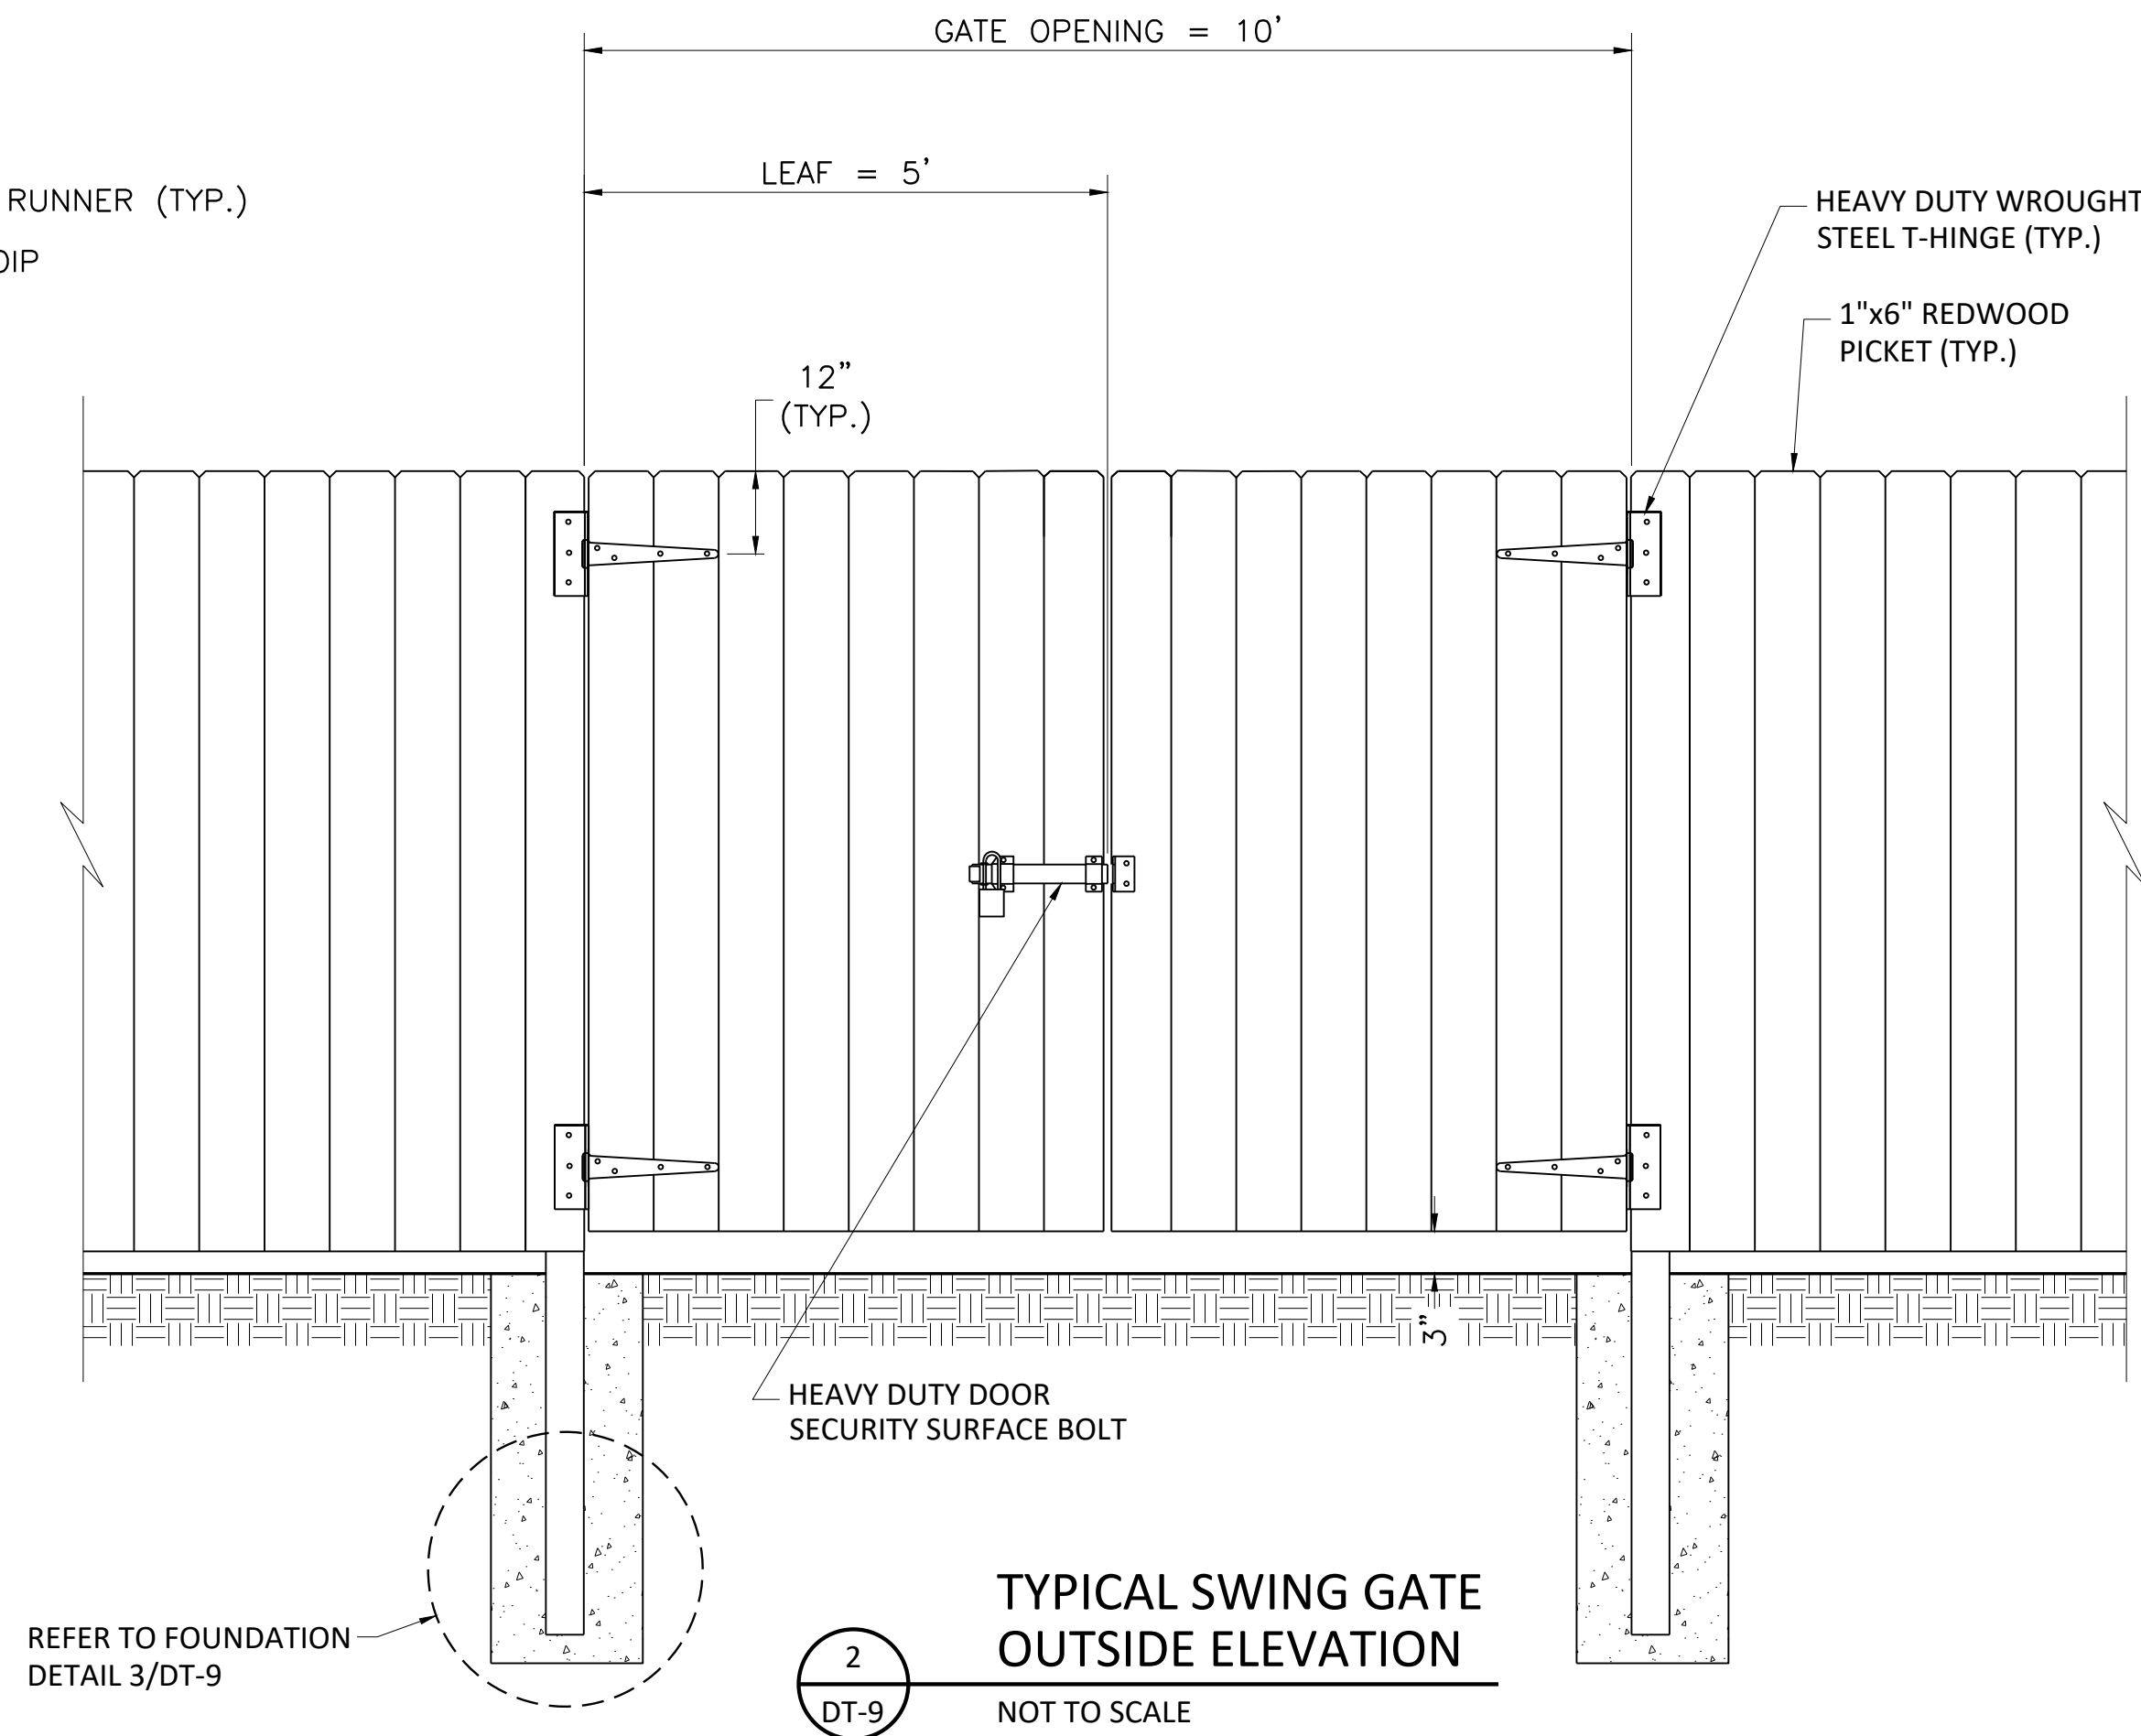 GATE OPENING = 10'
LEAF = 5'
RUNNER (TYP.)
HEAVY DUTY WROUGHT
STEEL T-HINGE (TYP.)
1"x6" REDWOOD
PICKET (TYP.)
12"
(TYP.)
3"
HEAVY DUTY DOOR
SECURITY SURFACE BOLT
REFER TO FOUNDATION
DETAIL 3/DT-9
TYPICAL SWING GATE
OUTSIDE ELEVATION
2
DT-9
NOT TO SCALE